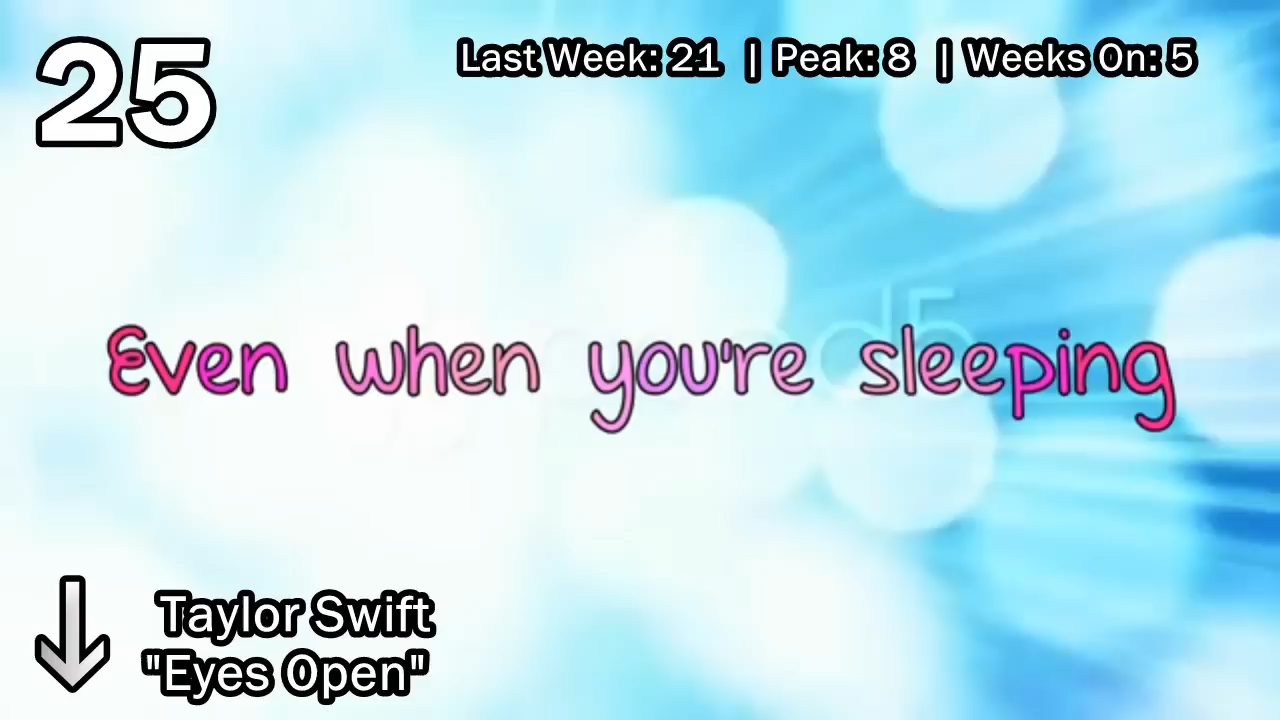 25
Last Week: 21 | Peak: 8 | Weeks On: 5
Even when you're sleeping
Taylor Swift
"Eyes Open"